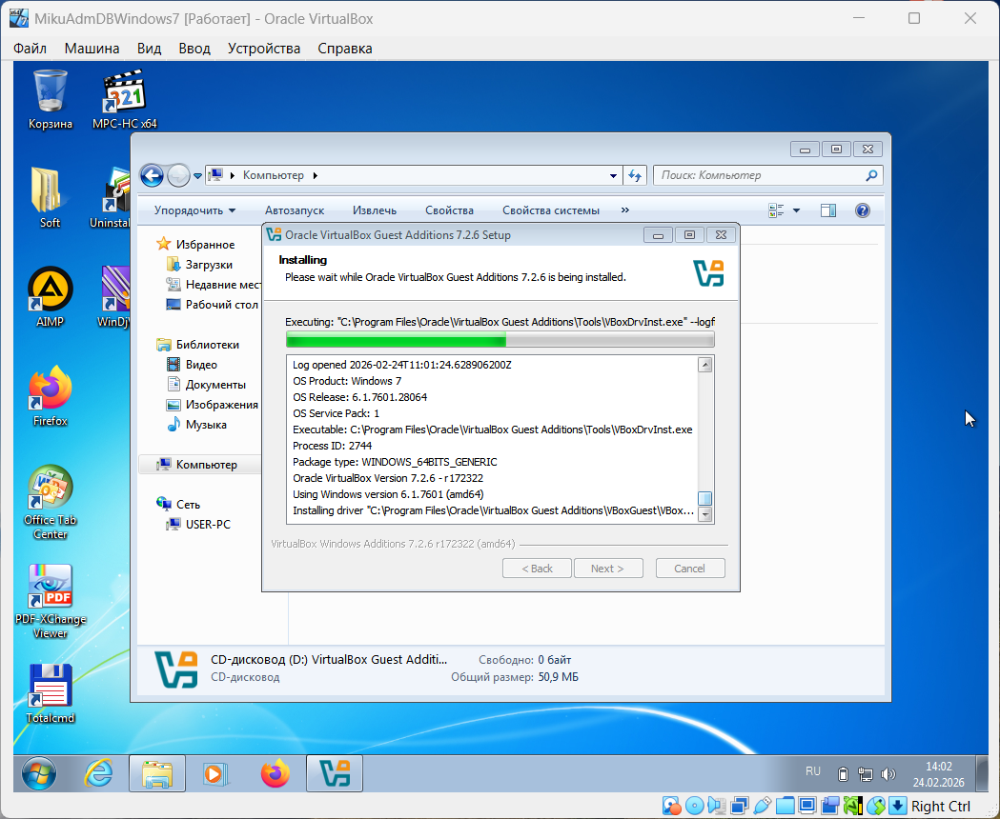 MikuAdmDBWindows7 [Работает] - Oracle VirtualBox
Файл Машина Вид Ввод Устройства Справка
Корзина
321
MPC-HC x64
Soft
Uninstal
AIMP
WinDjV
Firefox
Office Tab
Center
PDF
PDF-XChange
Viewer
Totalcmd
Компьютер
Поиск: Компьютер
Упорядочить Автозапуск Извлечь Свойства Свойства системы »
Избранное
Загрузки
Недавние мест
Рабочий стол
Библиотеки
Видео
Документы
Изображения
Музыка
Компьютер
Сеть
USER-PC
Oracle VirtualBox Guest Additions 7.2.6 Setup
Installing
Please wait while Oracle VirtualBox Guest Additions 7.2.6 is being installed.
Executing: "C:\Program Files\Oracle\VirtualBox Guest Additions\Tools\VBoxDrvInst.exe" --logf
Log opened 2026-02-24T11:01:24.628906200Z
OS Product: Windows 7
OS Release: 6.1.7601.28064
OS Service Pack: 1
Executable: C:\Program Files\Oracle\VirtualBox Guest Additions\Tools\VBoxDrvInst.exe
Process ID: 2744
Package type: WINDOWS_64BITS_GENERIC
Oracle VirtualBox Version 7.2.6 - r172322
Using Windows version 6.1.7601 (amd64)
Installing driver "C:\Program Files\Oracle\VirtualBox Guest Additions\VBoxGuest\VBox...
VirtualBox Windows Additions 7.2.6 r172322 (amd64)
< Back Next > Cancel
CD-дисковод (D:) VirtualBox Guest Additi... Свободно: 0 байт
CD-дисковод Общий размер: 50,9 МБ
RU
14:02
24.02.2026
Right Ctrl